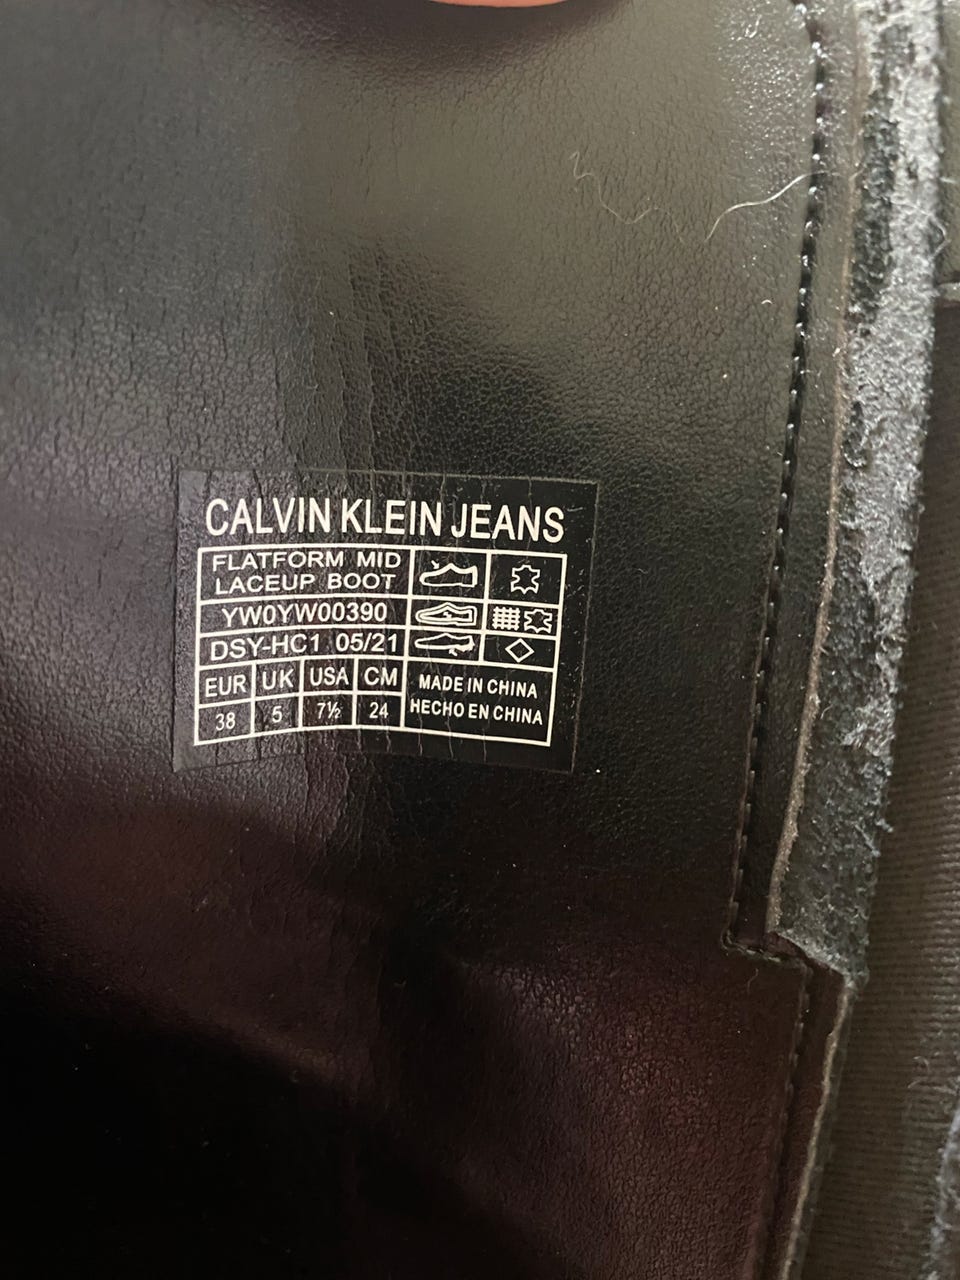 CALVIN KLEIN JEANS
FLATFORM MID
LACEUP BOOT
YW0YW00390
DSY-HC1 05/21
EUR UK USA CM
38 5 7½ 24
MADE IN CHINA
HECHO EN CHINA